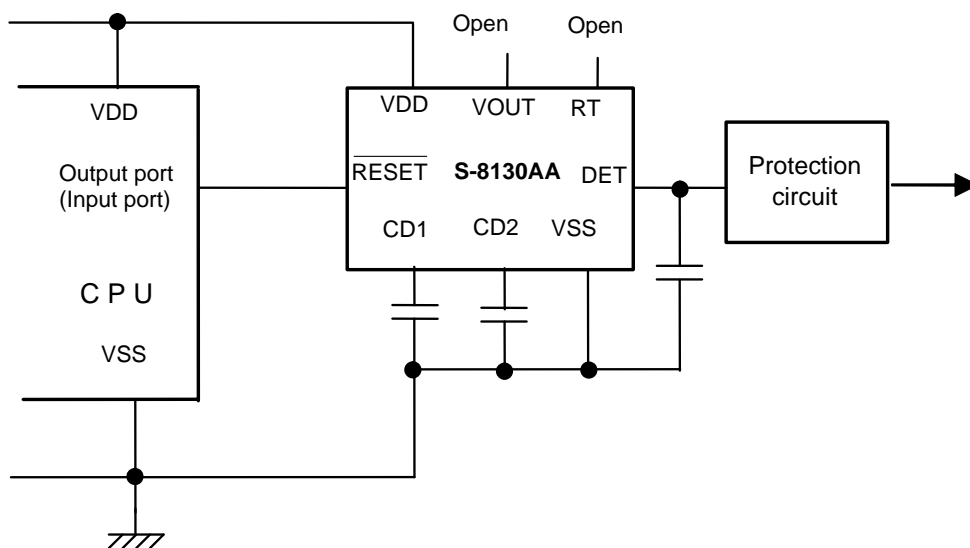 Open
Open
VDD
VDD
VOUT
RT
Output port
(Input port)
RESET
S-8130AA
DET
Protection
circuit
CD1
CD2
VSS
C P U
VSS